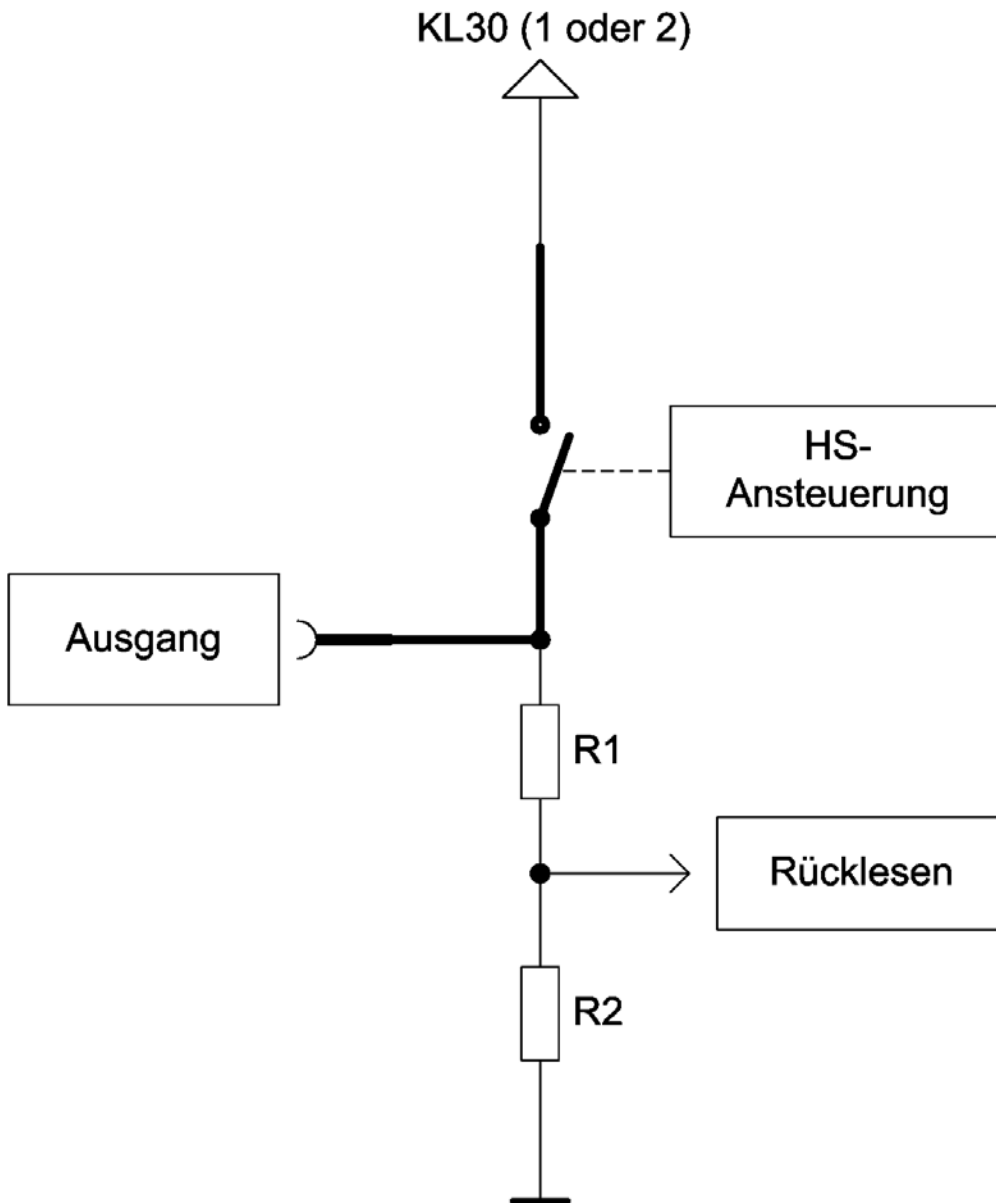 KL30 (1 oder 2)
HS-
Ansteuerung
Ausgang
R1
Rücklesen
R2